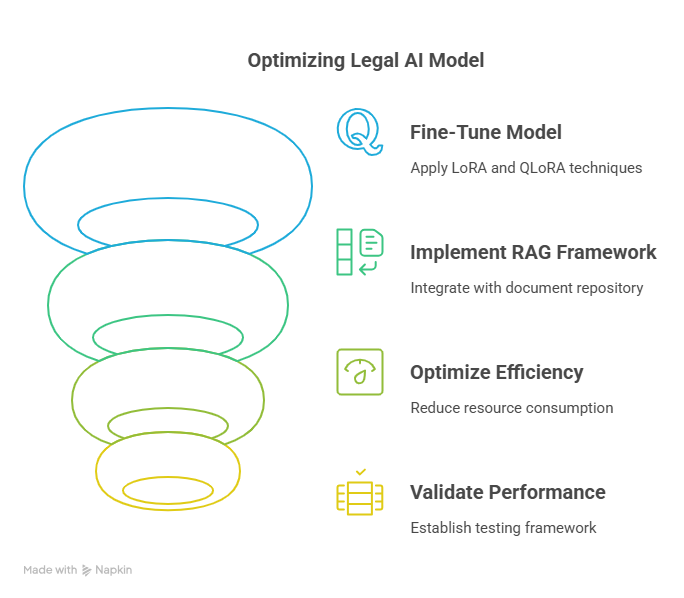 Optimizing Legal AI Model
Fine-Tune Model
Apply LoRA and QLoRA techniques
Implement RAG Framework
Integrate with document repository
Optimize Efficiency
Reduce resource consumption
Validate Performance
Establish testing framework
Made with Napkin